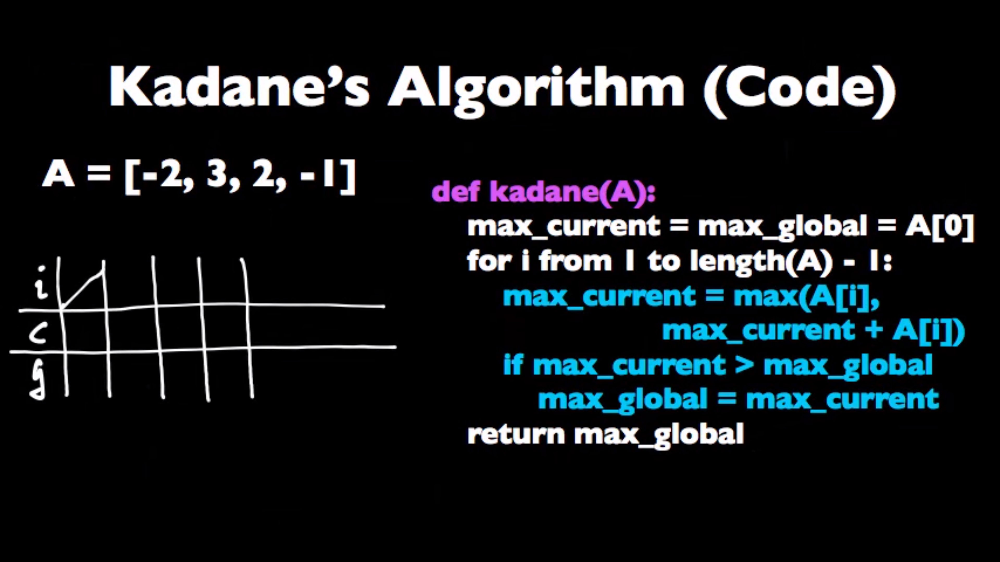 Kadane’s Algorithm (Code)
A = [-2, 3, 2, -1]
i
c
g
def kadane(A):
max_current = max_global = A[0]
for i from 1 to length(A) - 1:
max_current = max(A[i],
max_current + A[i])
if max_current > max_global
max_global = max_current
return max_global